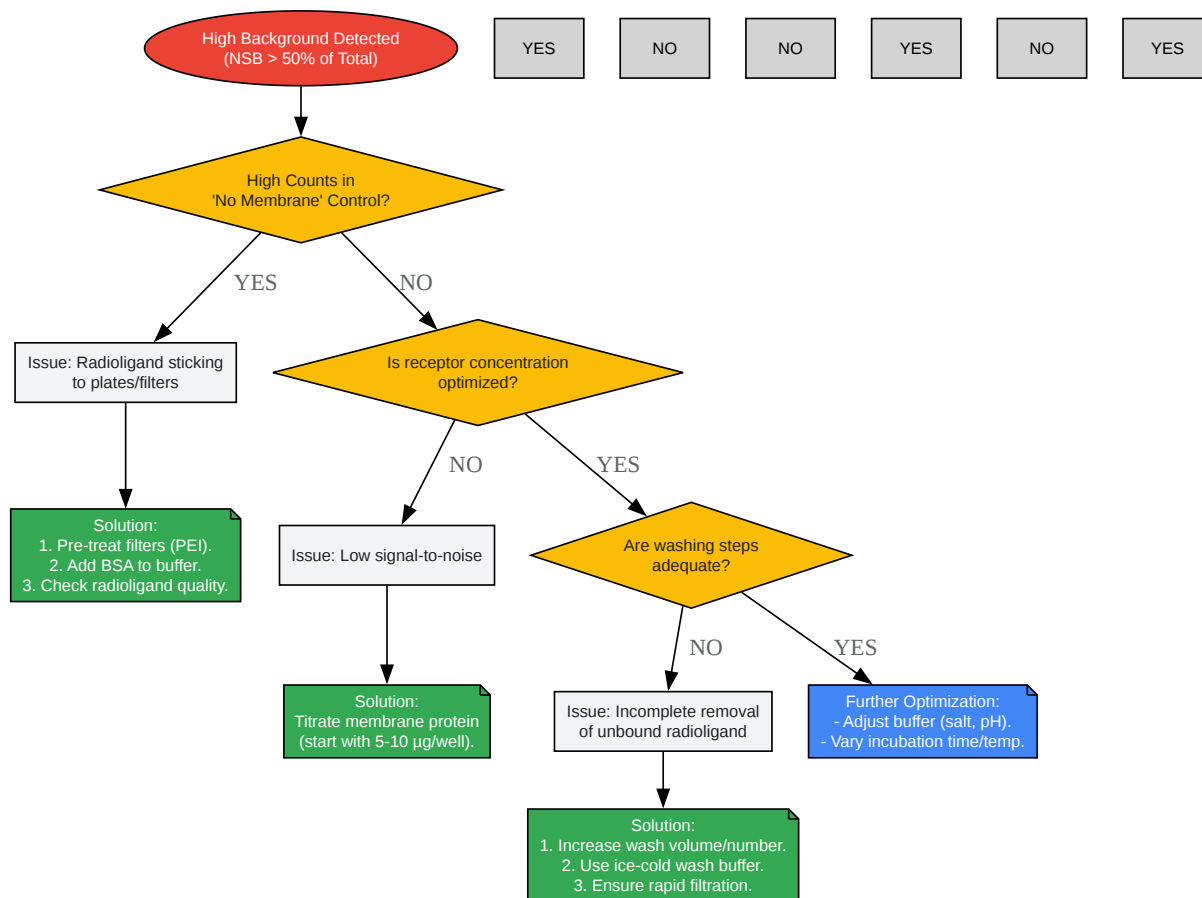 High Background Detected
(NSB > 50% of Total)
YES
NO
NO
YES
NO
YES
High Counts in
'No Membrane' Control?
YES
NO
Issue: Radioligand sticking
to plates/filters
Is receptor concentration
optimized?
NO
YES
Solution:
1. Pre-treat filters (PEI).
2. Add BSA to buffer.
3. Check radioligand quality.
Issue: Low signal-to-noise
Are washing steps
adequate?
NO
YES
Solution:
Titrate membrane protein
(start with 5-10 µg/well).
Issue: Incomplete removal
of unbound radioligand
Further Optimization:
- Adjust buffer (salt, pH).
- Vary incubation time/temp.
Solution:
1. Increase wash volume/number.
2. Use ice-cold wash buffer.
3. Ensure rapid filtration.